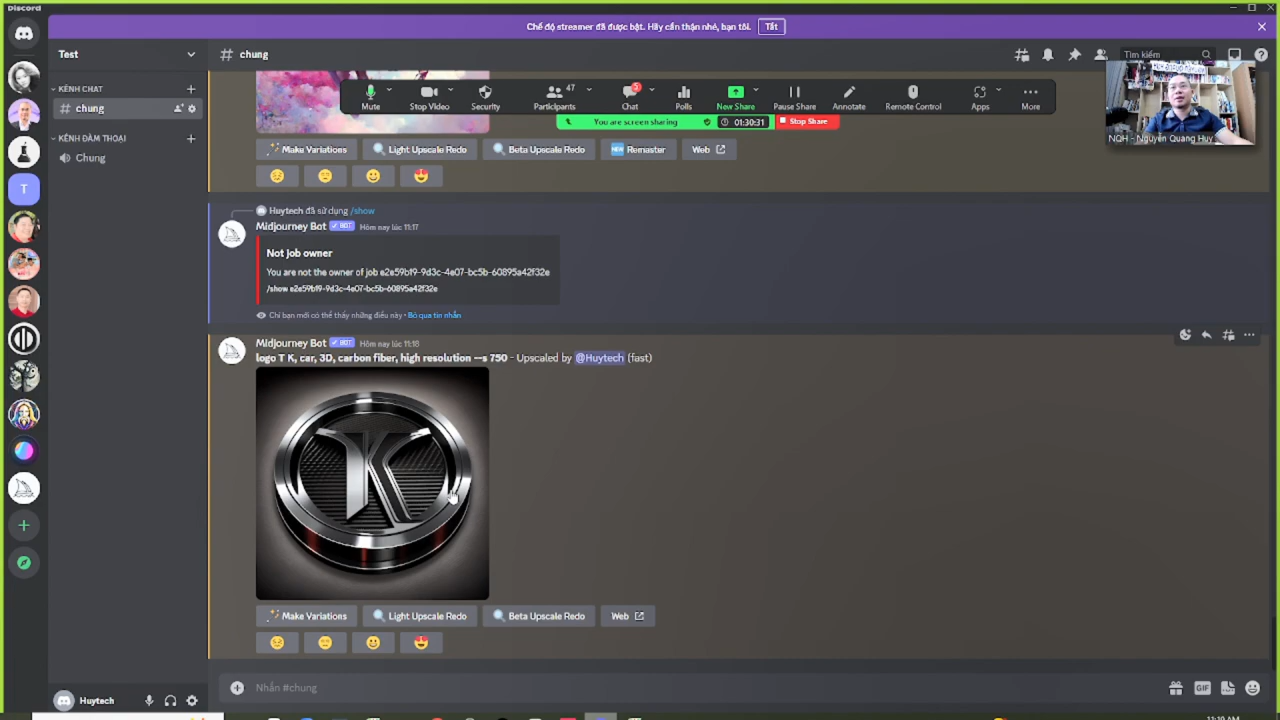 Discord
Chế độ streamer đã được bật. Hãy cẩn thận nhé, bạn tôi.
Tắt
Test
# chung
Tìm kiếm
KÊNH CHAT
# chung
KÊNH ĐÀM THOẠI
Chung
Mute
Stop Video
Security
47
Participants
5
Chat
Polls
New Share
Pause Share
Annotate
Remote Control
Apps
More
You are screen sharing
01:30:31
Stop Share
NQH - Nguyễn Quang Huy
Make Variations
Light Upscale Redo
Beta Upscale Redo
NEW Remaster
Web
T
Huytech đã sử dụng /show
Midjourney Bot BOT Hôm nay lúc 11:17
Not job owner
You are not the owner of job e2e59bf9-9d3c-4e07-bc5b-60895a42f32e
/show e2e59bf9-9d3c-4e07-bc5b-60895a42f32e
Chỉ bạn mới có thể thấy những điều này • Bỏ qua tin nhắn
Midjourney Bot BOT Hôm nay lúc 11:18
logo T K, car, 3D, carbon fiber, high resolution --s 750 - Upscaled by @Huytech (fast)
TK
Make Variations
Light Upscale Redo
Beta Upscale Redo
Web
Huytech
Nhắn #chung
GIF